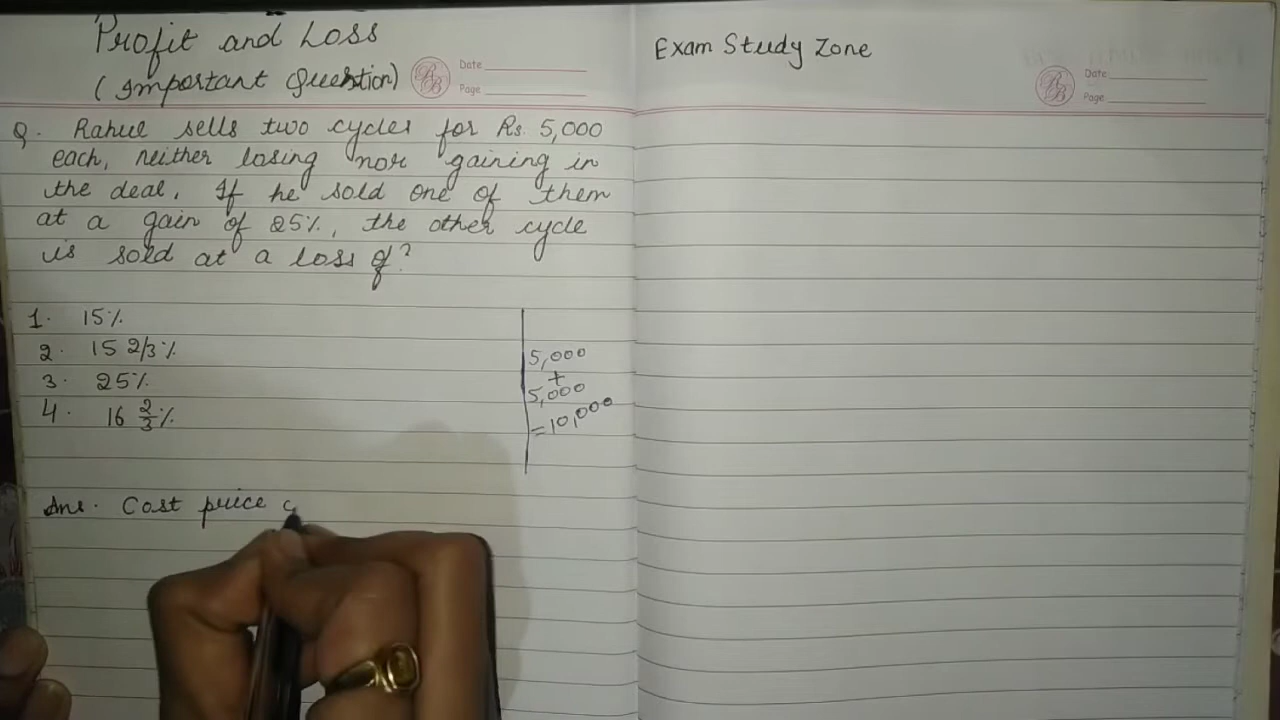 Profit and Loss
(Important Question)
Date
Page
Q. Rahul sells two cycles for Rs. 5,000
each, neither losing nor gaining in
the deal. If he sold one of them
at a gain of 25%, the other cycle
is sold at a loss of?
1. 15%
2. 15 2/3%
3. 25%
4. 16 2/3%
5,000
+
5,000
=10,000
Ans. Cost price
Exam Study Zone
Date
Page